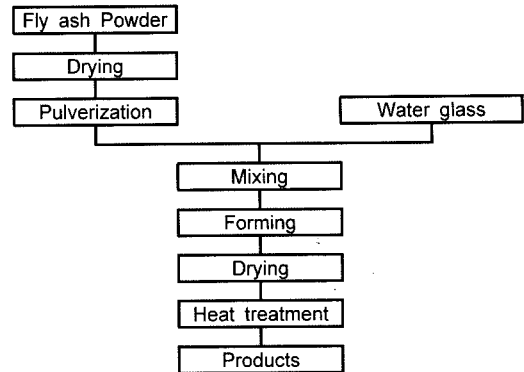 Fly ash Powder
Drying
Pulverization
Water glass
Mixing
Forming
Drying
Heat treatment
Products